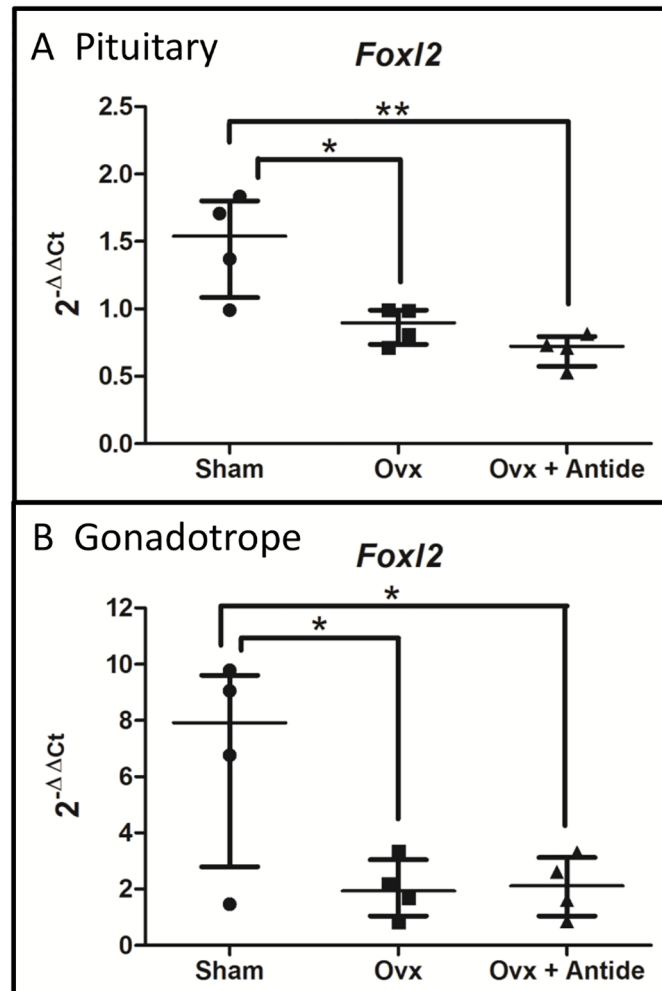 A Pituitary
Foxl2
**
*
2.5
2.0
1.5
1.0
0.5
0.0
2^-ΔΔCt
Sham Ovx Ovx + Antide
B Gonadotrope
Foxl2
*
*
12
10
8
6
4
2
0
2^-ΔΔCt
Sham Ovx Ovx + Antide